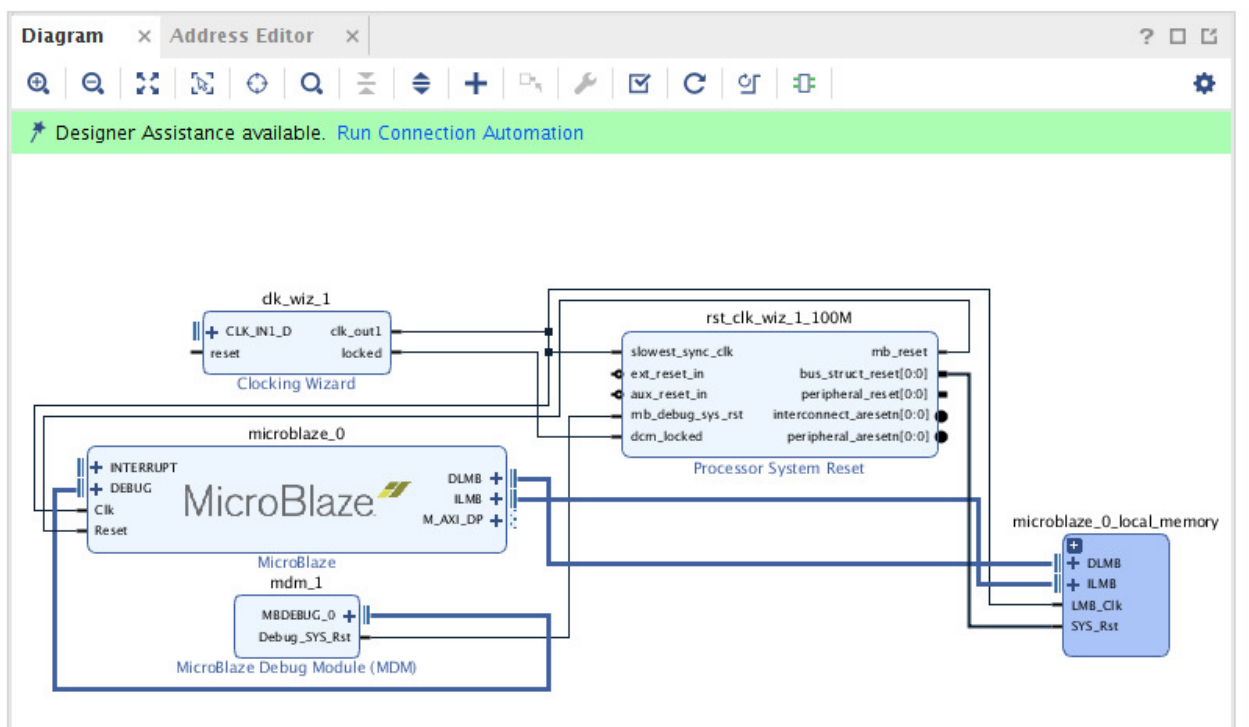 Diagram × Address Editor ×
Designer Assistance available. Run Connection Automation
clk_wiz_1
CLK_IN1_D clk_out1
reset locked
Clocking Wizard
rst_clk_wiz_1_100M
slowest_sync_clk mb_reset
ext_reset_in bus_struct_reset[0:0]
aux_reset_in peripheral_reset[0:0]
mb_debug_sys_rst interconnect_aresetn[0:0]
dcm_locked peripheral_aresetn[0:0]
Processor System Reset
microblaze_0
INTERRUPT
DEBUG
Clk
Reset
MicroBlaze
DLMB
ILMB
M_AXI_DP
MicroBlaze
mdm_1
MBDEBUG_0
Debug_SYS_Rst
MicroBlaze Debug Module (MDM)
microblaze_0_local_memory
DLMB
ILMB
LMB_Clk
SYS_Rst